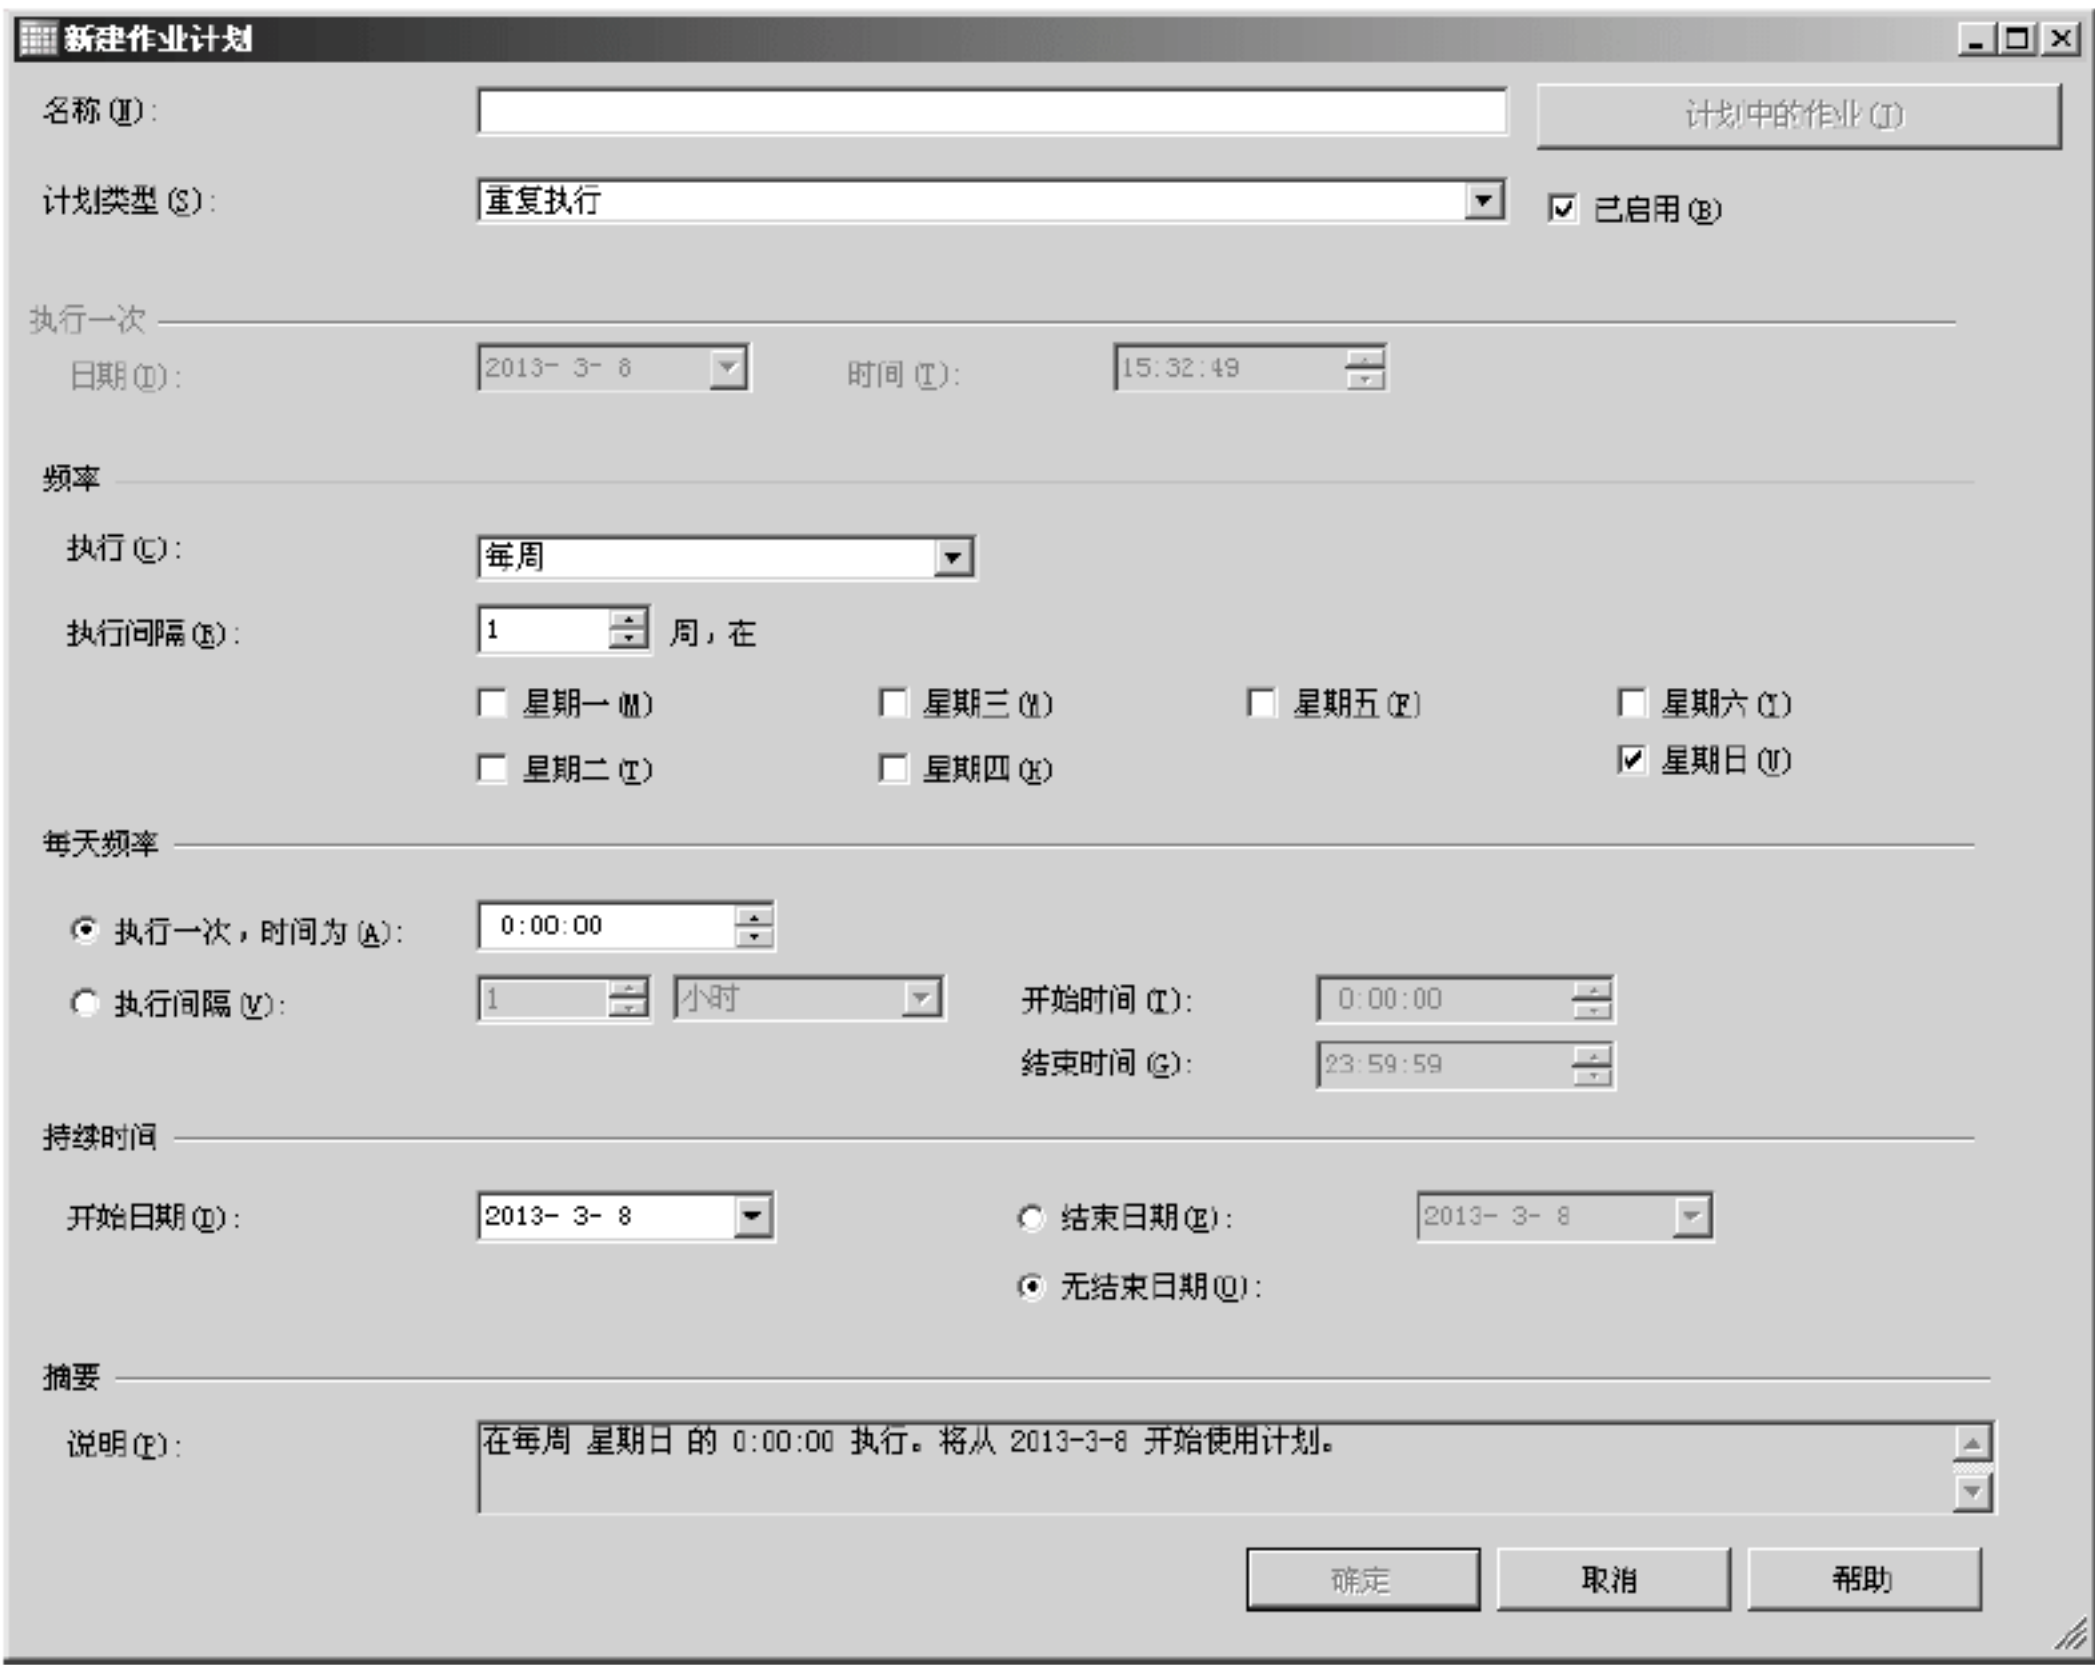 新建作业计划
名称(N):
计划中的作业(J)
计划类型(S):
重复执行
已启用(B)
执行一次
日期(D):
2013- 3- 8
时间(T):
15:32:49
频率
执行(C):
每周
执行间隔(R):
1
周,在
星期一(M)
星期三(W)
星期五(F)
星期六(Y)
星期二(T)
星期四(H)
星期日(U)
每天频率
执行一次,时间为(A):
0:00:00
执行间隔(V):
1
小时
开始时间(I):
0:00:00
结束时间(G):
23:59:59
持续时间
开始日期(D):
2013- 3- 8
结束日期(E):
2013- 3- 8
无结束日期(O):
摘要
说明(P):
在每周 星期日 的 0:00:00 执行。将从 2013-3-8 开始使用计划。
确定
取消
帮助